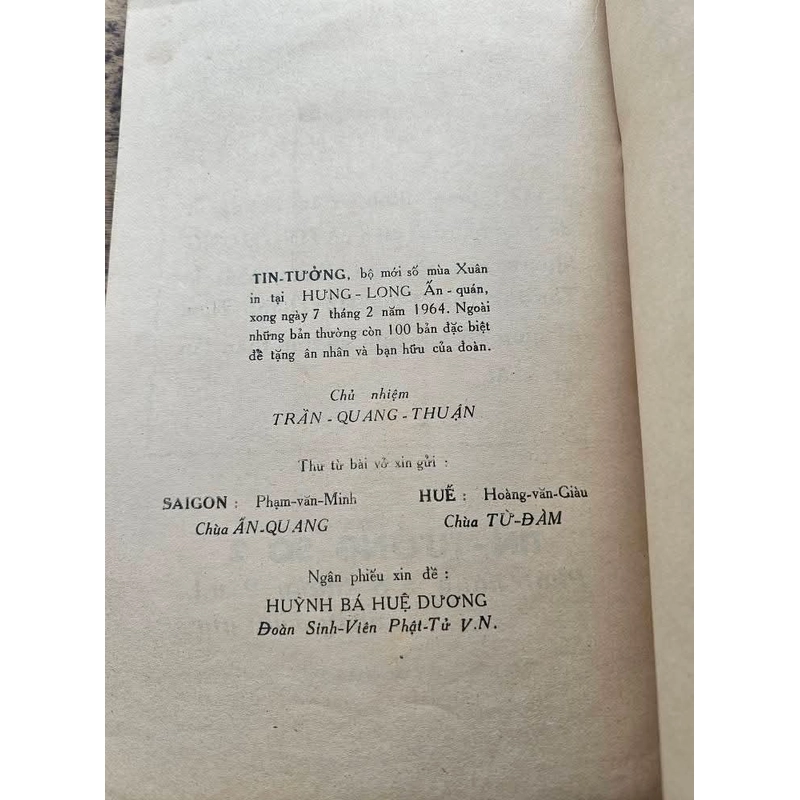 TIN-TƯỞNG, bộ mới số mùa Xuân
in tại HƯNG - LONG Ấn - quán,
xong ngày 7 tháng 2 năm 1964. Ngoài
những bản thường còn 100 bản đặc biệt
để tặng ân nhân và bạn hữu của đoàn.
Chủ nhiệm
TRẦN - QUANG - THUẬN
Thư từ bài vở xin gửi :
SAIGON : Phạm-văn-Minh
Chùa ẤN-QUANG
HUẾ : Hoàng-văn-Giàu
Chùa TỪ-ĐÀM
Ngân phiếu xin đề :
HUỲNH BÁ HUỆ DƯƠNG
Đoàn Sinh-Viên Phật-Tử V.N.